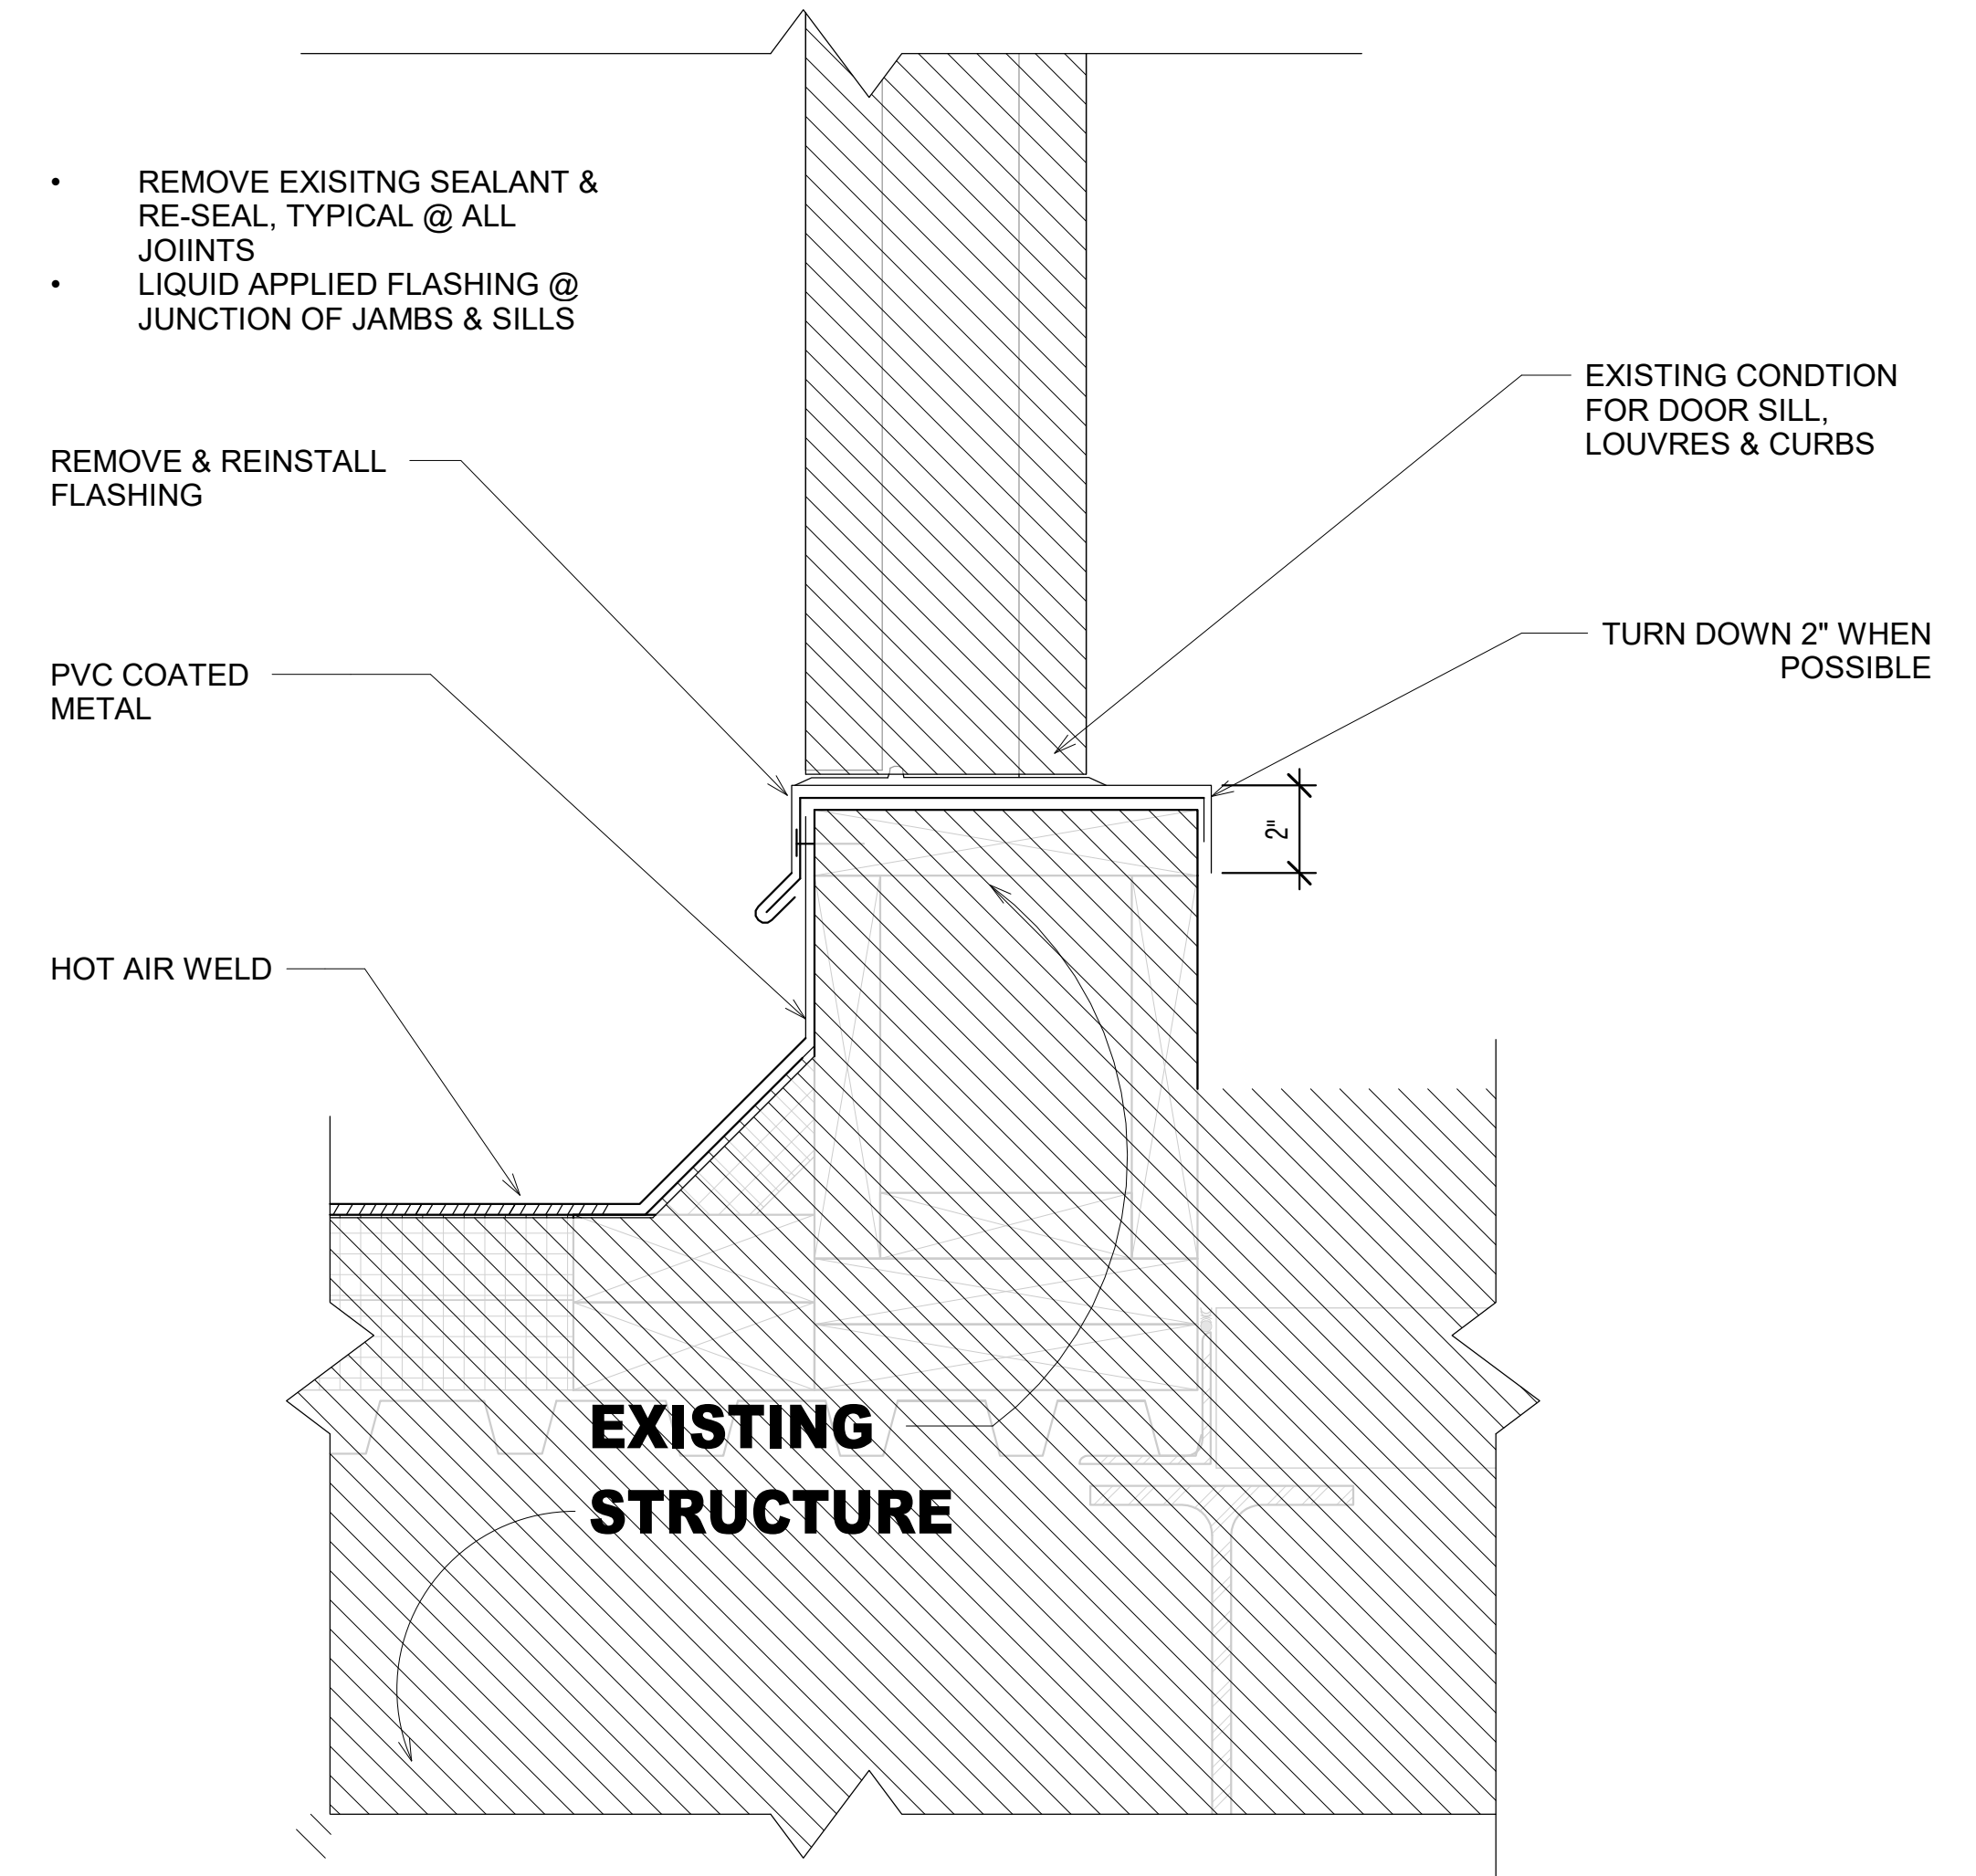 • REMOVE EXISITNG SEALANT &
RE-SEAL, TYPICAL @ ALL
JOIINTS
• LIQUID APPLIED FLASHING @
JUNCTION OF JAMBS & SILLS
REMOVE & REINSTALL
FLASHING
PVC COATED
METAL
HOT AIR WELD
EXISTING CONDTION
FOR DOOR SILL,
LOUVRES & CURBS
TURN DOWN 2" WHEN
POSSIBLE
2"
EXISTING
STRUCTURE